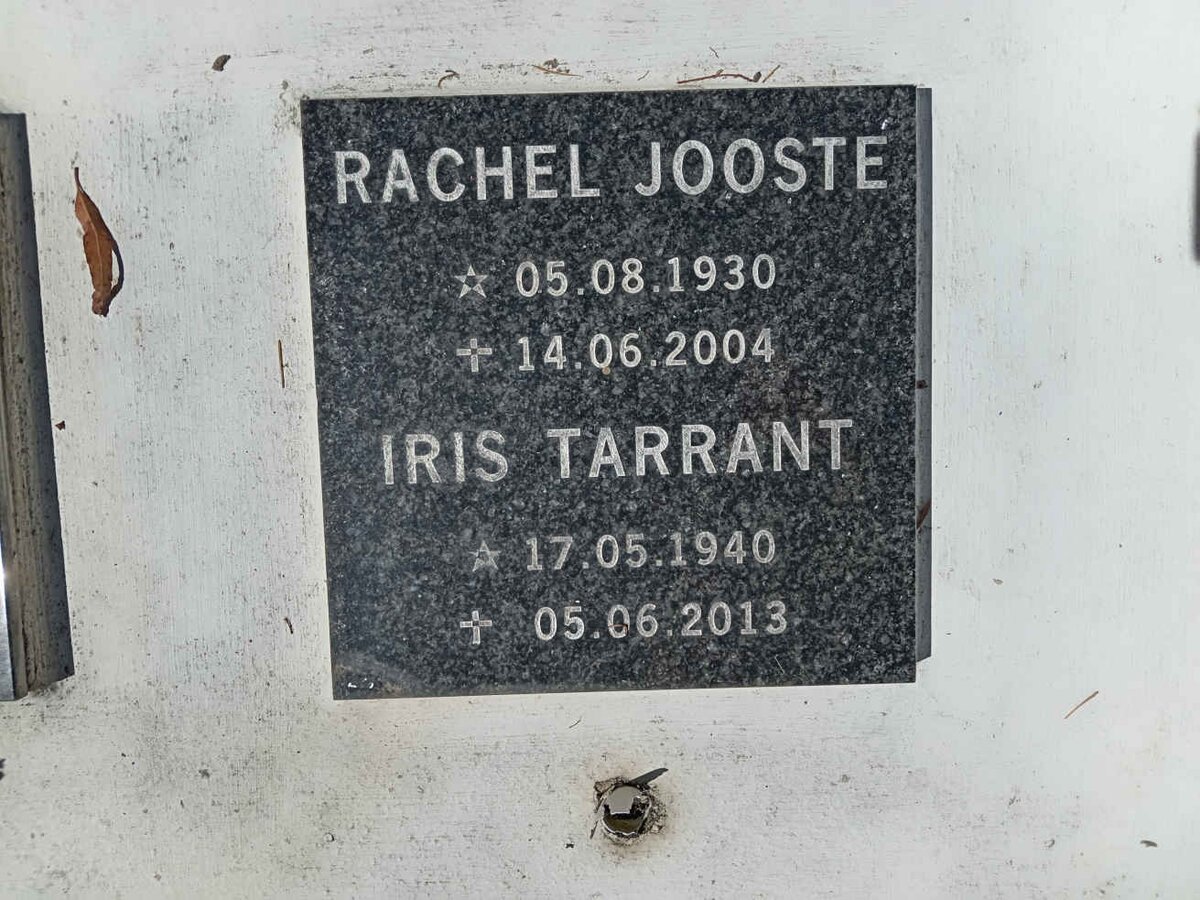 RACHEL JOOSTE
☆ 05.08.1930
✝ 14.06.2004
IRIS TARRANT
☆ 17.05.1940
✝ 05.06.2013